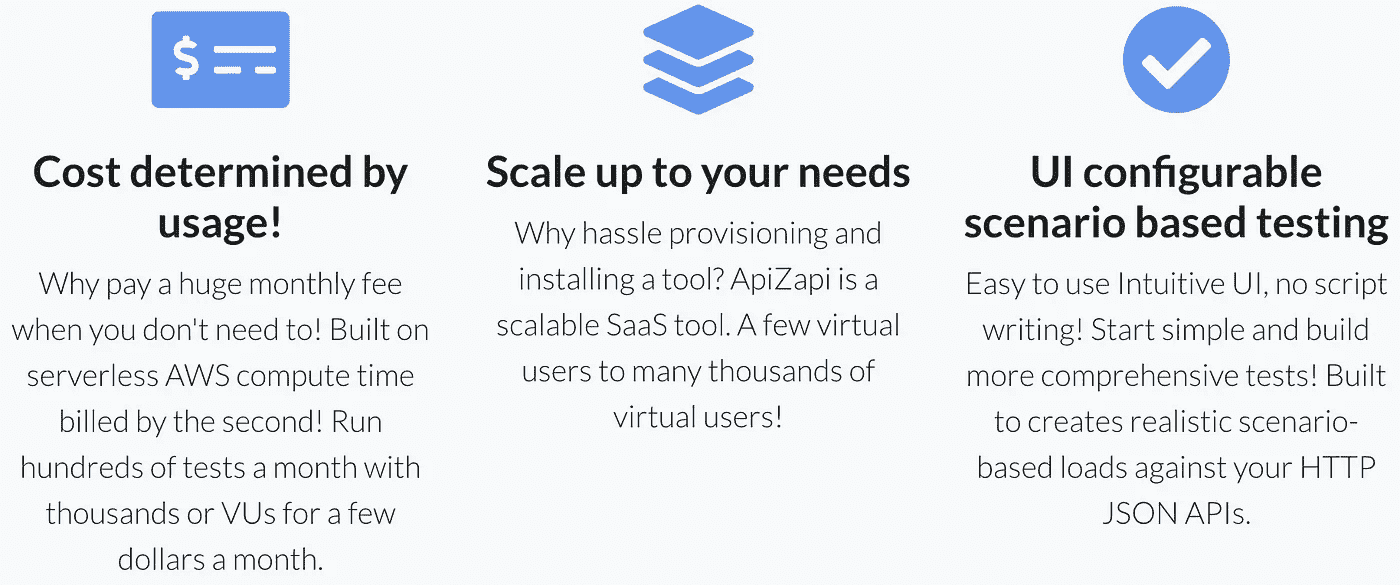 $
Cost determined by
usage!
Why pay a huge monthly fee
when you don't need to! Built on
serverless AWS compute time
billed by the second! Run
hundreds of tests a month with
thousands or VUs for a few
dollars a month.
Scale up to your needs
Why hassle provisioning and
installing a tool? ApiZapi is a
scalable SaaS tool. A few virtual
users to many thousands of
virtual users!
UI configurable
scenario based testing
Easy to use Intuitive UI, no script
writing! Start simple and build
more comprehensive tests! Built
to creates realistic scenario-
based loads against your HTTP
JSON APIs.